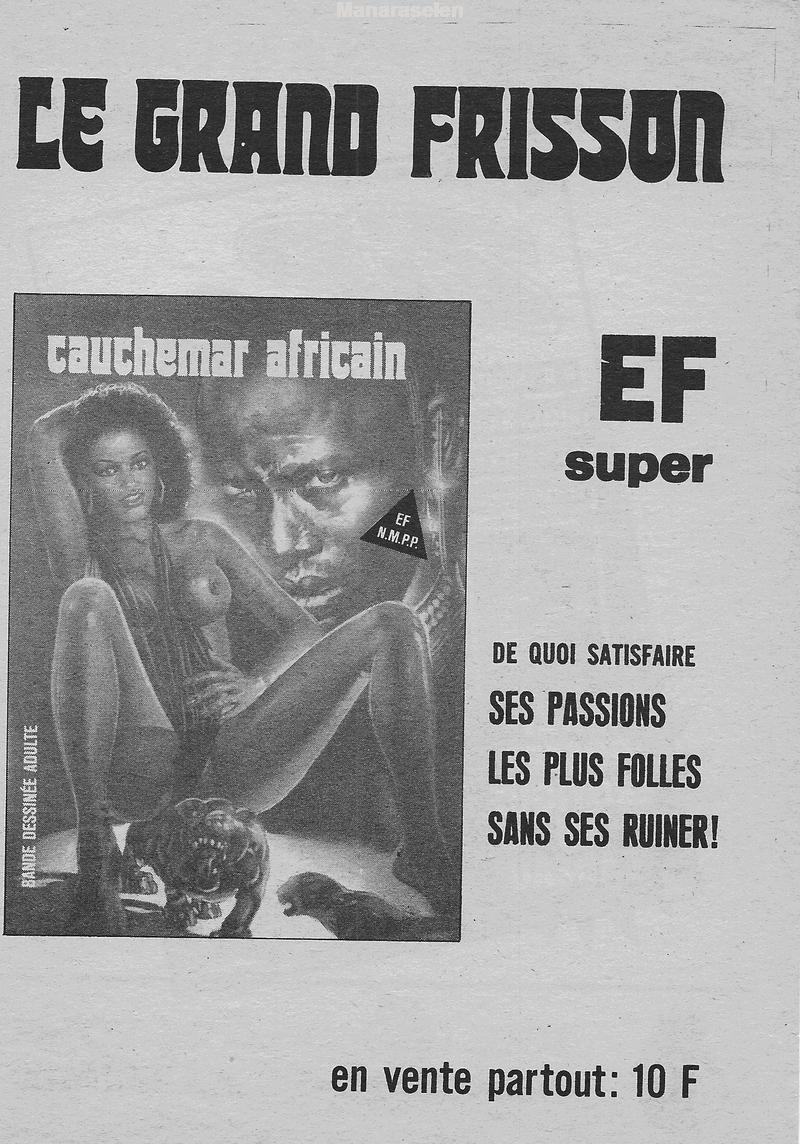 Manaraselen
LE GRAND FRISSON
cauchemar africain
EF
super
EF
N.M.P.P.
DE QUOI SATISFAIRE
SES PASSIONS
LES PLUS FOLLES
SANS SES RUINER!
BANDE DESSINÉE ADULTE
en vente partout: 10 F